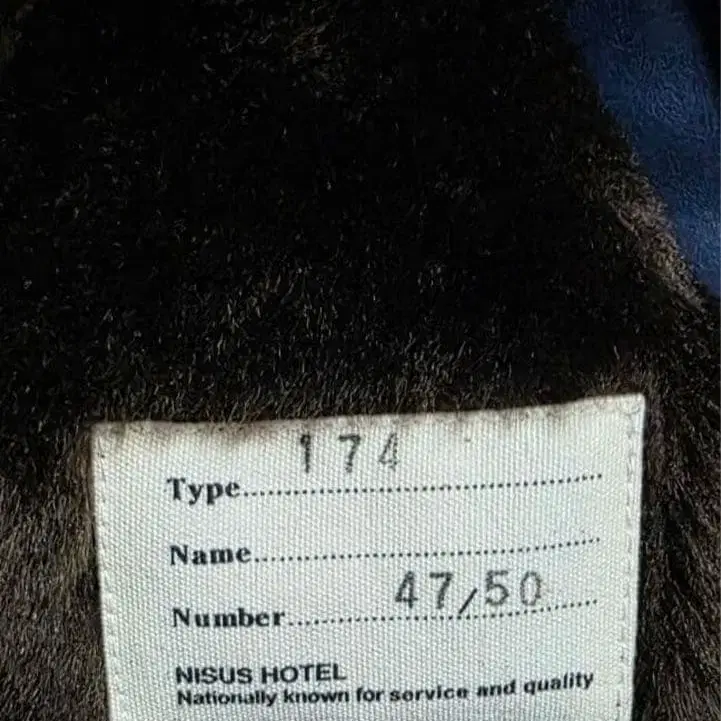 Type 174
Name
Number 47/50
NISUS HOTEL
Nationally known for service and quality